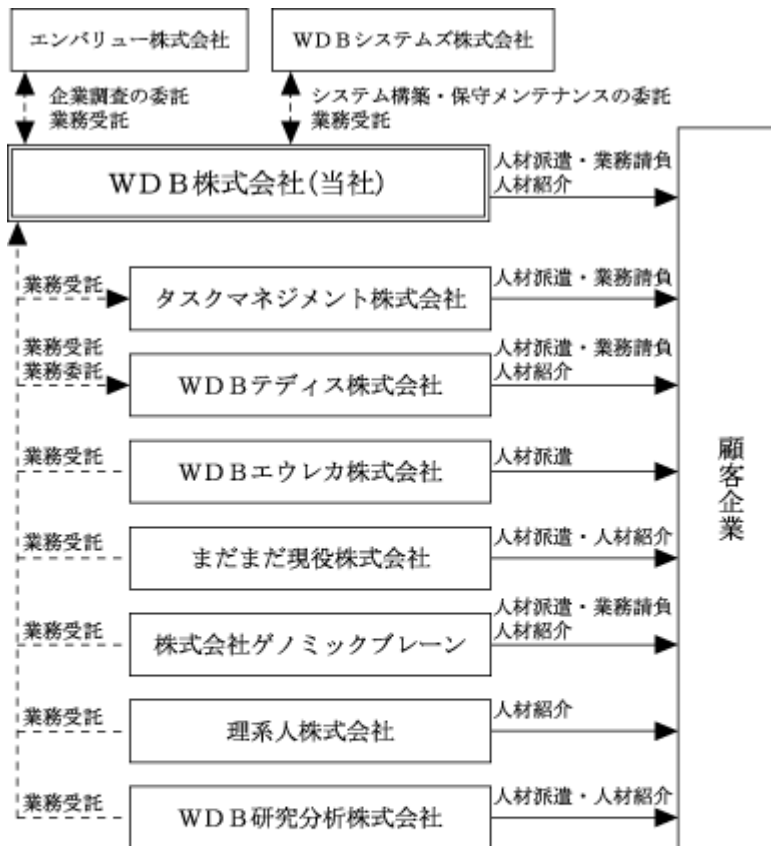 エンバリュー株式会社
WDBシステムズ株式会社
企業調査の委託
業務受託
システム構築・保守メンテナンスの委託
業務受託
WDB株式会社(当社)
人材派遣・業務請負
人材紹介
業務受託
タスクマネジメント株式会社
人材派遣・業務請負
業務受託
業務委託
WDBテディス株式会社
人材派遣・業務請負
人材紹介
業務受託
WDBエウレカ株式会社
人材派遣
業務受託
まだまだ現役株式会社
人材派遣・人材紹介
業務受託
株式会社ゲノミックブレーン
人材派遣・業務請負
人材紹介
業務受託
理系人株式会社
人材紹介
業務受託
WDB研究分析株式会社
人材派遣・人材紹介
顧客企業